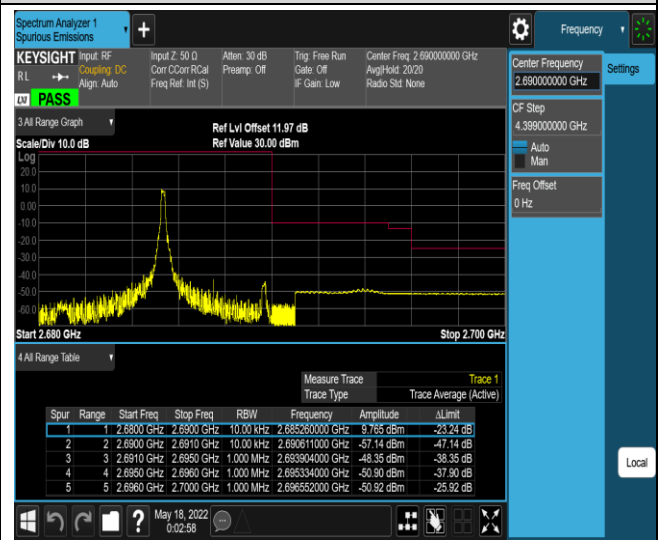 Spectrum Analyzer 1
Spurious Emissions
+
Frequency
KEYSIGHT
RL
LXI PASS
Input: RF
Coupling: DC
Align: Auto
Input Z: 50 Ω
Corr CCorr RCal
Freq Ref: Int (S)
Atten: 30 dB
Preamp: Off
Trig: Free Run
Gate: Off
IF Gain: Low
Center Freq: 2.690000000 GHz
Avg|Hold: 20/20
Radio Std: None
Center Frequency
2.690000000 GHz
Settings
CF Step
4.399000000 GHz
Auto
Man
Freq Offset
0 Hz
3 All Range Graph
Scale/Div 10.0 dB
Ref Lvl Offset 11.97 dB
Ref Value 30.00 dBm
Log
20.0
10.0
0.00
-10.0
-20.0
-30.0
-40.0
-50.0
-60.0
Start 2.680 GHz
Stop 2.700 GHz
4 All Range Table
Measure Trace Trace 1
Trace Type Trace Average (Active)
Spur Range Start Freq Stop Freq RBW Frequency Amplitude ΔLimit
1 1 2.6800 GHz 2.6900 GHz 10.00 kHz 2.685260000 GHz 9.765 dBm -23.24 dB
2 2 2.6900 GHz 2.6910 GHz 10.00 kHz 2.690611000 GHz -57.14 dBm -47.14 dB
3 3 2.6910 GHz 2.6950 GHz 1.000 MHz 2.693904000 GHz -48.35 dBm -38.35 dB
4 4 2.6950 GHz 2.6960 GHz 1.000 MHz 2.695334000 GHz -50.90 dBm -37.90 dB
5 5 2.6960 GHz 2.7000 GHz 1.000 MHz 2.696552000 GHz -50.92 dBm -25.92 dB
Local
?
May 18, 2022
0:02:58